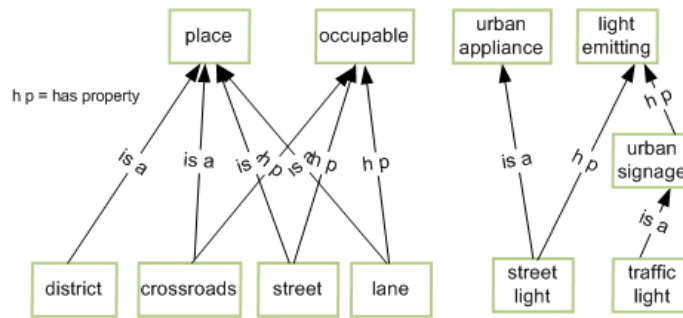 place
occupable
urban
appliance
light
emitting
h p = has property
h p
is a
is a
is a
h p
is a
h p
h p
is a
h p
urban
signage
is a
district
crossroads
street
lane
street
light
traffic
light